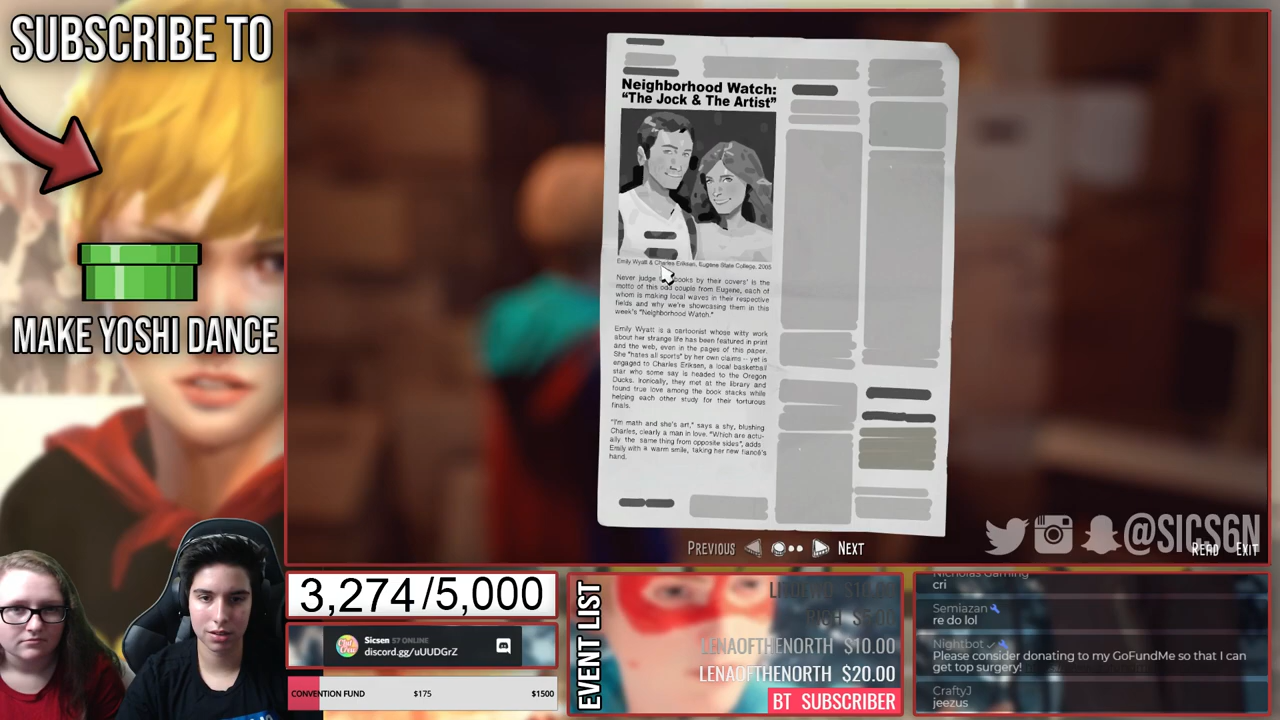 SUBSCRIBE TO
MAKE YOSHI DANCE
Neighborhood Watch:
“The Jock & The Artist”
Emily Wyatt & Charles Eriksen, Eugene State College, 2005
Never judge books by their covers' is the
motto of this odd couple from Eugene, each of
whom is making local waves in their respective
fields and why we're showcasing them in this
week's "Neighborhood Watch."
Emily Wyatt is a cartoonist whose witty work
about her strange life has been featured in print
and the web, even in the pages of this paper.
She "hates all sports" by her own claims -- yet is
engaged to Charles Eriksen, a local basketball
star who some say is headed to the Oregon
Ducks. Ironically, they met at the library and
found true love among the book stacks while
helping each other study for their torturous
finals.
"I'm math and she's art," says a shy, blushing
Charles, clearly a man in love. "Which are actu-
ally the same thing from opposite sides", adds
Emily with a warm smile, taking her new fiancé's
hand.
PREVIOUS NEXT
@SICSGN
READ EXIT
3,274/5,000
Sicsen 57 ONLINE
discord.gg/uUUDGrZ
CONVENTION FUND $175 $1500
EVENT LIST
LENAOFTHENORTH $10.00
LENAOFTHENORTH $20.00
BT SUBSCRIBER
Nicholas Gaming
cri
Semiazan
re do lol
Nightbot
Please consider donating to my GoFundMe so that I can
get top surgery!
CraftyJ
jeezus